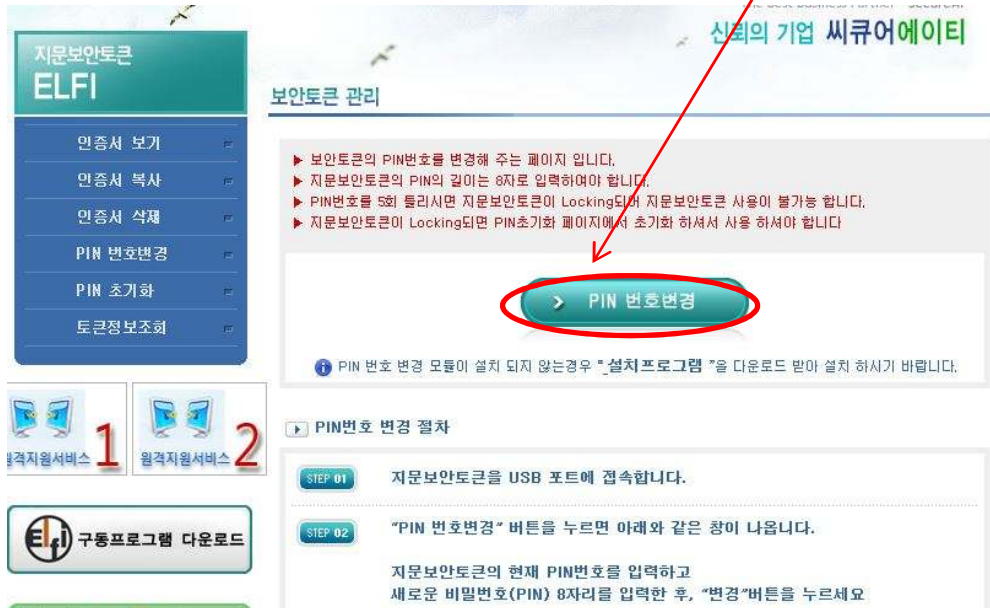 신뢰의 기업 씨큐어에이티
지문보안토큰
ELFI
인증서 보기
인증서 복사
인증서 삭제
PIN 번호변경
PIN 초기화
토큰정보조회
원격지원서비스 1
원격지원서비스 2
Elfi 구동프로그램 다운로드
보안토큰 관리
▶ 보안토큰의 PIN번호를 변경해 주는 페이지 입니다.
▶ 지문보안토큰의 PIN의 길이는 8자로 입력하여야 합니다.
▶ PIN번호를 5회 틀리시면 지문보안토큰이 Locking되어 지문보안토큰 사용이 불가능 합니다.
▶ 지문보안토큰이 Locking되면 PIN초기화 페이지에서 초기화 하셔서 사용 하셔야 합니다
> PIN 번호변경
PIN 번호 변경 모듈이 설치 되지 않는경우 " 설치프로그램 "을 다운로드 받아 설치 하시기 바랍니다.
PIN번호 변경 절차
STEP 01 지문보안토큰을 USB 포트에 접속합니다.
STEP 02 "PIN 번호변경" 버튼을 누르면 아래와 같은 창이 나옵니다.
지문보안토큰의 현재 PIN번호를 입력하고
새로운 비밀번호(PIN) 8자리를 입력한 후, "변경"버튼을 누르세요